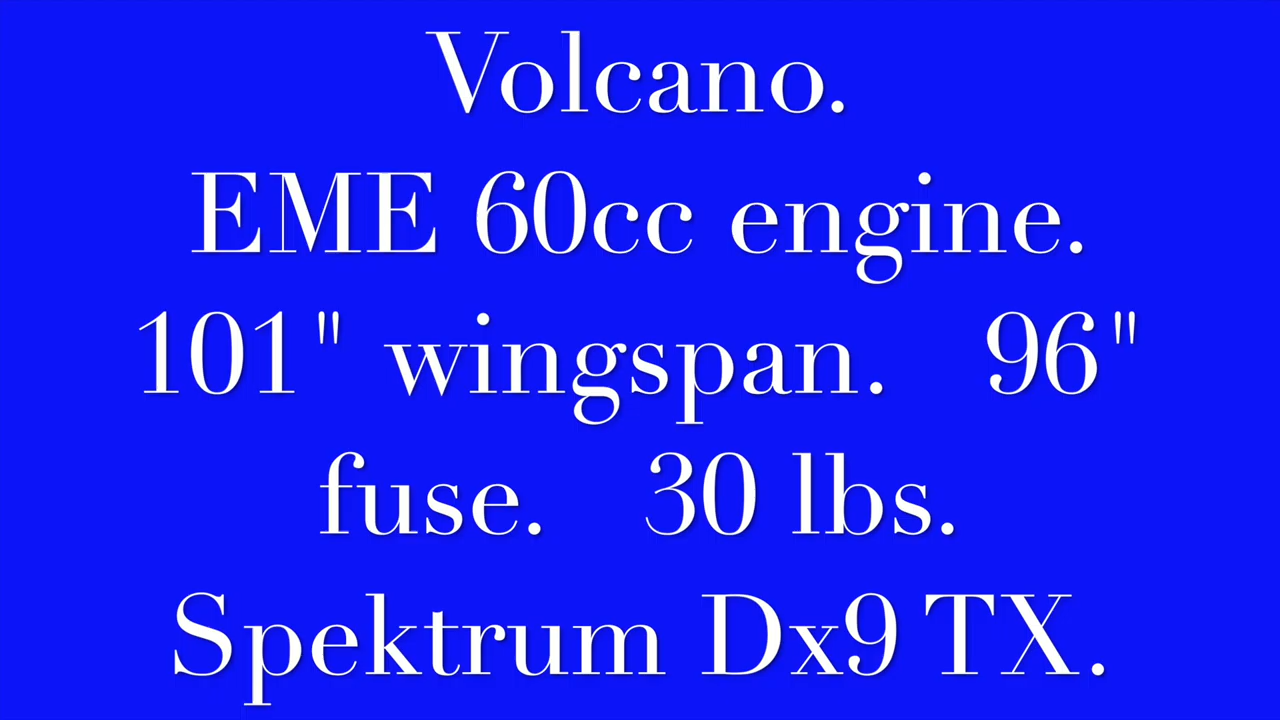 Volcano.
EME 60cc engine.
101" wingspan. 96"
fuse. 30 lbs.
Spektrum Dx9 TX.